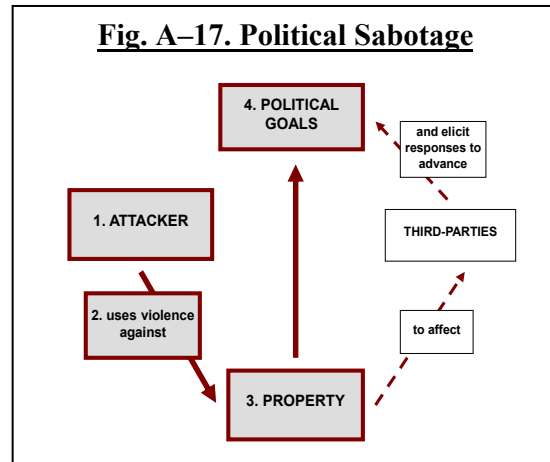 Fig. A–17. Political Sabotage
4. POLITICAL
GOALS
and elicit
responses to
advance
1. ATTACKER
THIRD-PARTIES
2. uses violence
against
to affect
3. PROPERTY